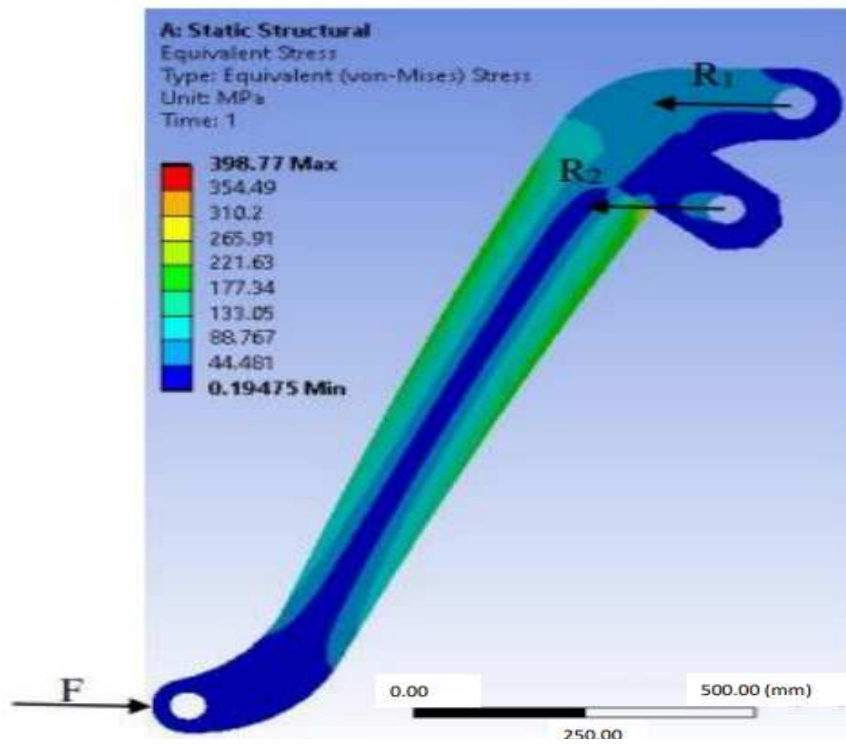 A: Static Structural
Equivalent Stress
Type: Equivalent (von-Mises) Stress
Unit: MPa
Time: 1
398.77 Max
354.49
310.2
265.91
221.63
177.34
133.05
88.767
44.481
0.19475 Min
R1
R2
F
0.00
500.00 (mm)
250.00